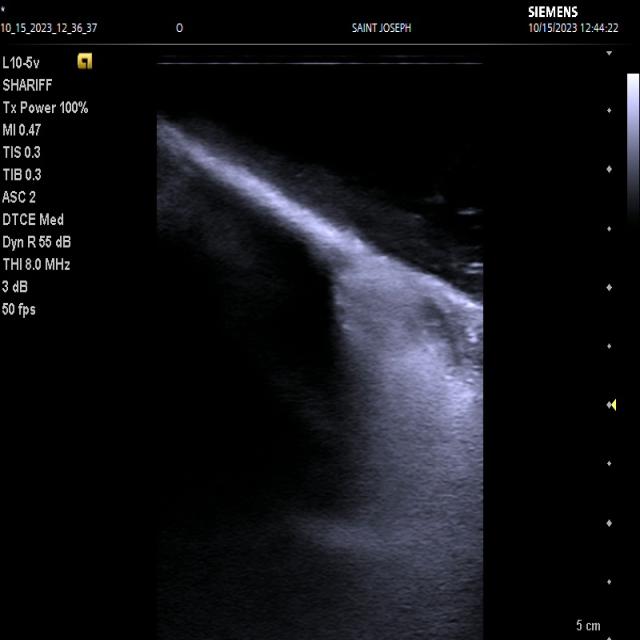 *
SIEMENS
10_15_2023_12_36_37 O SAINT JOSEPH 10/15/2023 12:44:22
L10-5v
SHARIFF
Tx Power 100%
MI 0.47
TIS 0.3
TIB 0.3
ASC 2
DTCE Med
Dyn R 55 dB
THI 8.0 MHz
3 dB
50 fps
5 cm